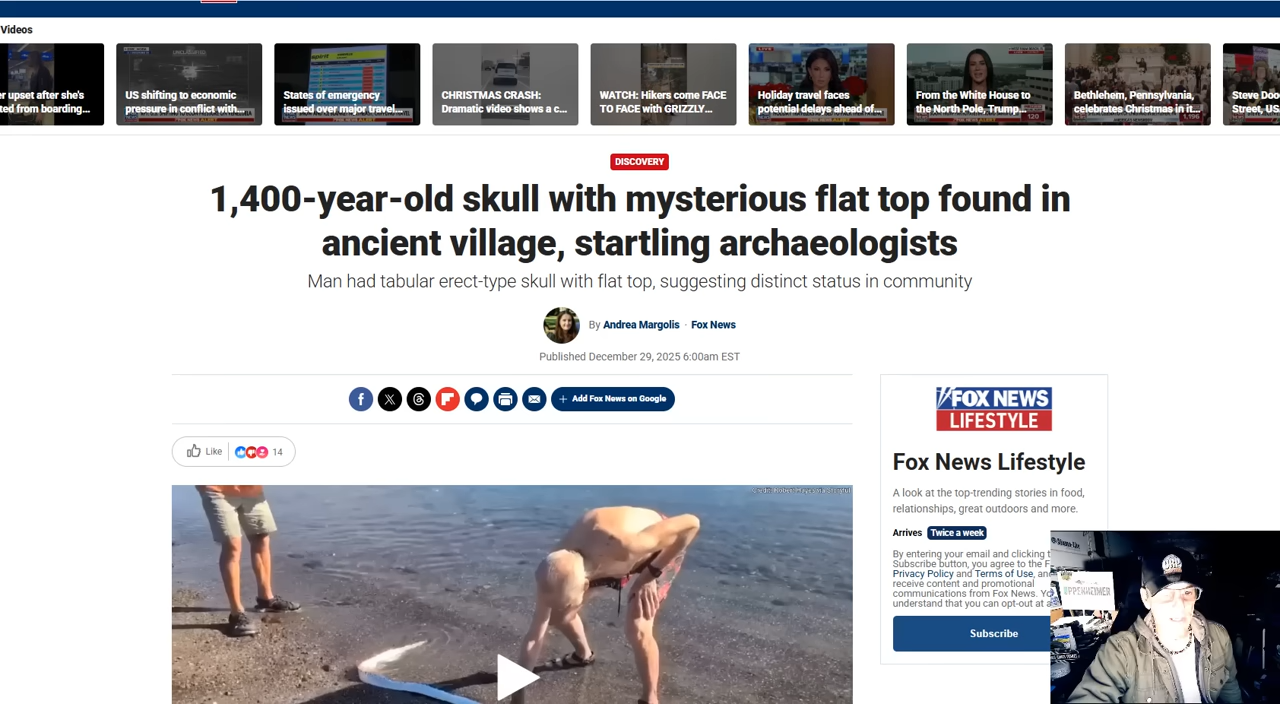 Videos
er upset after she's
ted from boarding...
US shifting to economic
pressure in conflict with...
States of emergency
issued over major travel...
CHRISTMAS CRASH:
Dramatic video shows a c...
WATCH: Hikers come FACE
TO FACE with GRIZZLY...
Holiday travel faces
potential delays ahead of...
From the White House to
the North Pole, Trump...
Bethlehem, Pennsylvania,
celebrates Christmas in it...
Steve Doo
Street, US
DISCOVERY
1,400-year-old skull with mysterious flat top found in
ancient village, startling archaeologists
Man had tabular erect-type skull with flat top, suggesting distinct status in community
By Andrea Margolis · Fox News
Published December 29, 2025 6:00am EST
f
+ Add Fox News on Google
Like
14
FOX NEWS
LIFESTYLE
Fox News Lifestyle
A look at the top-trending stories in food,
relationships, great outdoors and more.
Arrives Twice a week
By entering your email and clicking t
Subscribe button, you agree to the F
Privacy Policy and Terms of Use, and
receive content and promotional
communications from Fox News. Yo
understand that you can opt-out at a
Subscribe
OPPENHEIMER